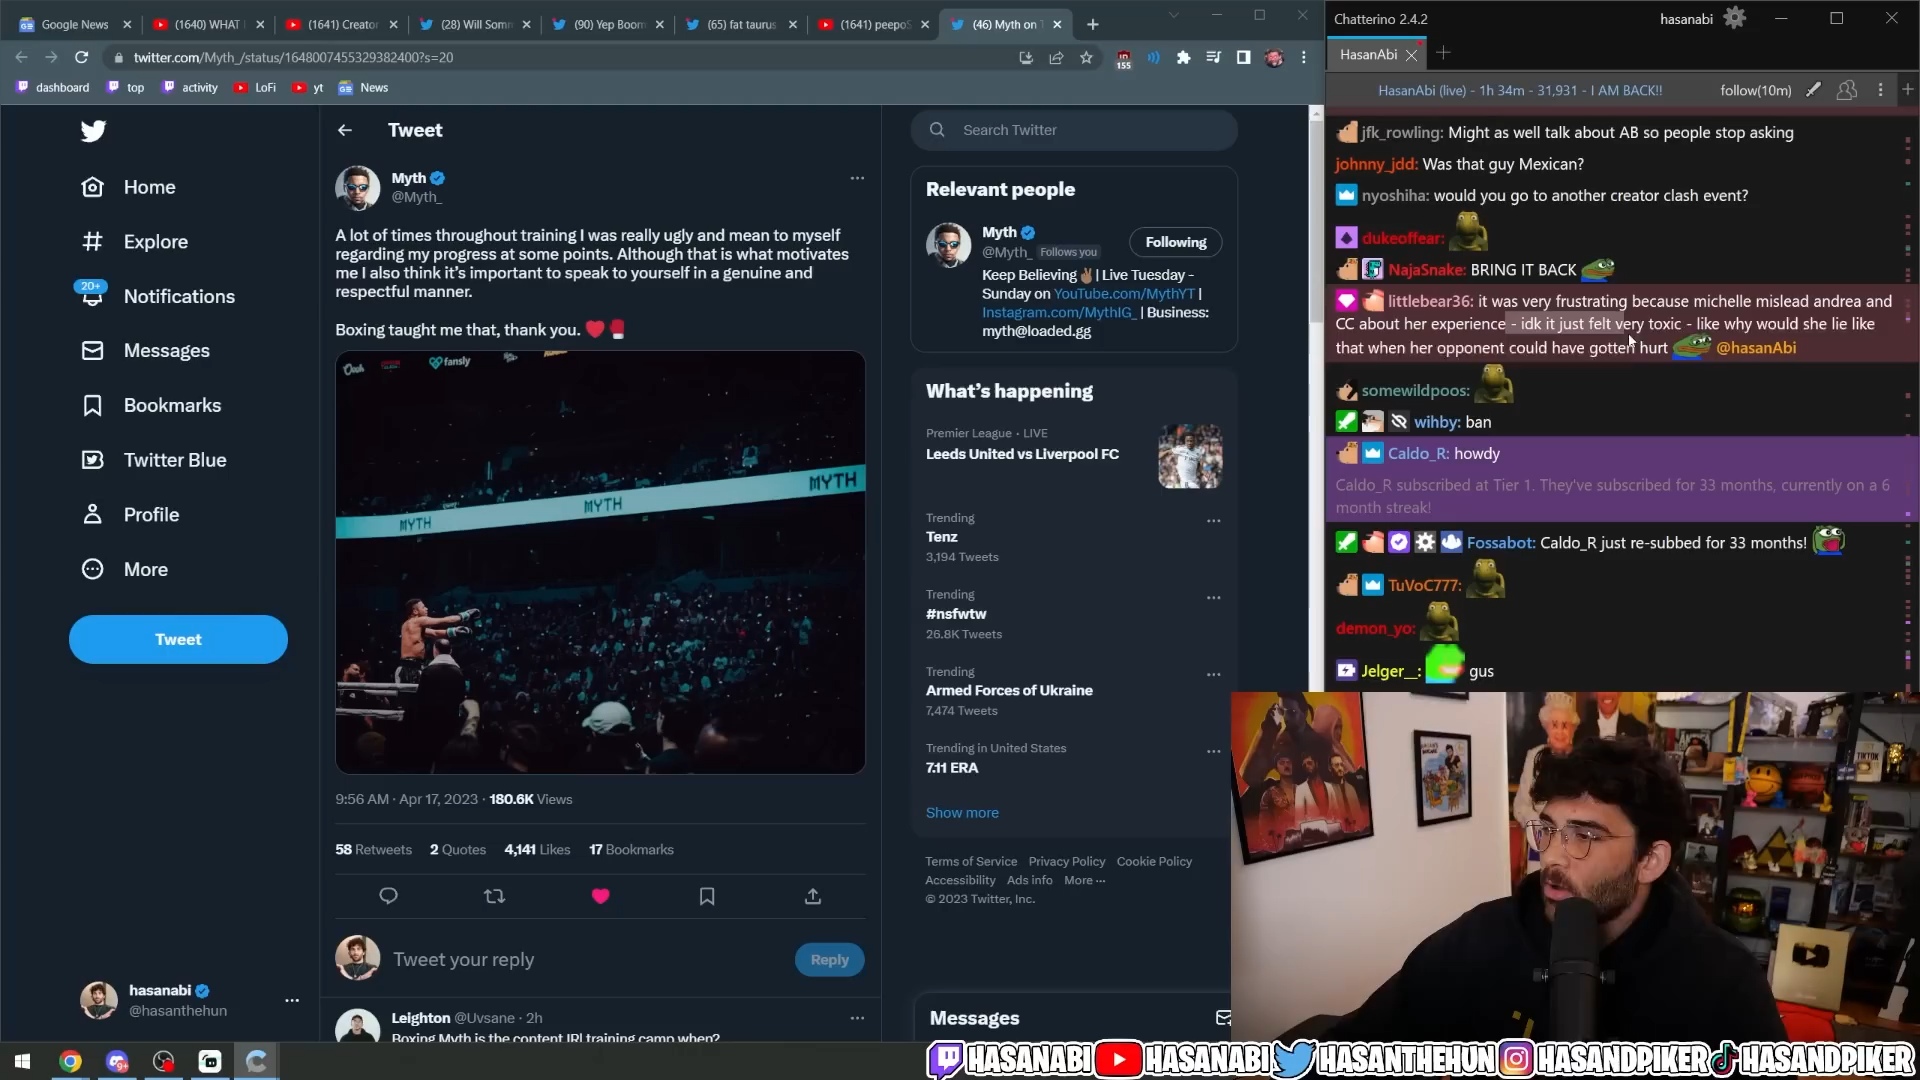 Google News
(1640) WHAT I
(1641) Creator
(28) Will Somm
(90) Yep Boom
(65) fat taurus
(1641) peepoS
(46) Myth on T
twitter.com/Myth_/status/1648007455329382400?s=20
155
dashboard
top
activity
LoFi
yt
News
Home
Explore
20+
Notifications
Messages
Bookmarks
Twitter Blue
Profile
More
Tweet
hasanabi
@hasanthehun
Tweet
Myth
@Myth_
A lot of times throughout training I was really ugly and mean to myself
regarding my progress at some points. Although that is what motivates
me I also think it's important to speak to yourself in a genuine and
respectful manner.
Boxing taught me that, thank you. ❤️🥊
fansly
MYTH
MYTH
MYTH
9:56 AM · Apr 17, 2023 · 180.6K Views
58 Retweets 2 Quotes 4,141 Likes 17 Bookmarks
Tweet your reply
Reply
Leighton @Uvsane · 2h
Boxing Myth is the content IRL training camp when?
Search Twitter
Relevant people
Myth
@Myth_ Follows you
Following
Keep Believing ✌🏾| Live Tuesday -
Sunday on YouTube.com/MythYT |
Instagram.com/MythIG_ | Business:
myth@loaded.gg
What's happening
Premier League · LIVE
Leeds United vs Liverpool FC
Trending
Tenz
3,194 Tweets
Trending
#nsfwtw
26.8K Tweets
Trending
Armed Forces of Ukraine
7,474 Tweets
Trending in United States
7.11 ERA
Show more
Terms of Service Privacy Policy Cookie Policy
Accessibility Ads info More ···
© 2023 Twitter, Inc.
Messages
Chatterino 2.4.2
hasanabi
HasanAbi
HasanAbi (live) - 1h 34m - 31,931 - I AM BACK!!
follow(10m)
jfk_rowling: Might as well talk about AB so people stop asking
johnny_jdd: Was that guy Mexican?
nyoshiha: would you go to another creator clash event?
dukeoffear:
NajaSnake: BRING IT BACK
littlebear36: it was very frustrating because michelle mislead andrea and
CC about her experience - idk it just felt very toxic - like why would she lie like
that when her opponent could have gotten hurt @hasanAbi
somewildpoos:
wihby: ban
Caldo_R: howdy
Caldo_R subscribed at Tier 1. They've subscribed for 33 months, currently on a 6
month streak!
Fossabot: Caldo_R just re-subbed for 33 months!
TuVoC777:
demon_yo:
Jelger__: gus
TIKTOK
HASANABI HASANABI HASANTHEHUN HASANDPIKER HASANDPIKER